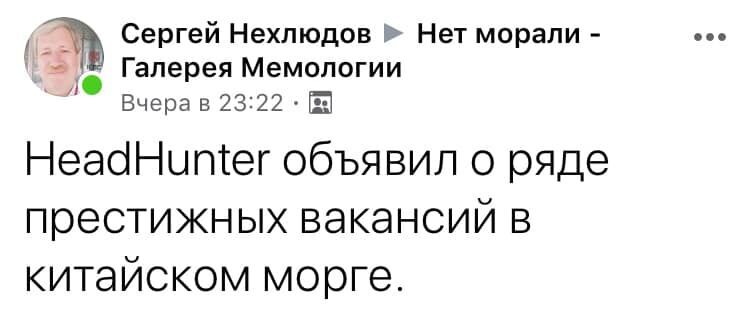 Сергей Нехлюдов ▶ Нет морали -
Галерея Мемологии
Вчера в 23:22 ·
HeadHunter объявил о ряде
престижных вакансий в
китайском морге.